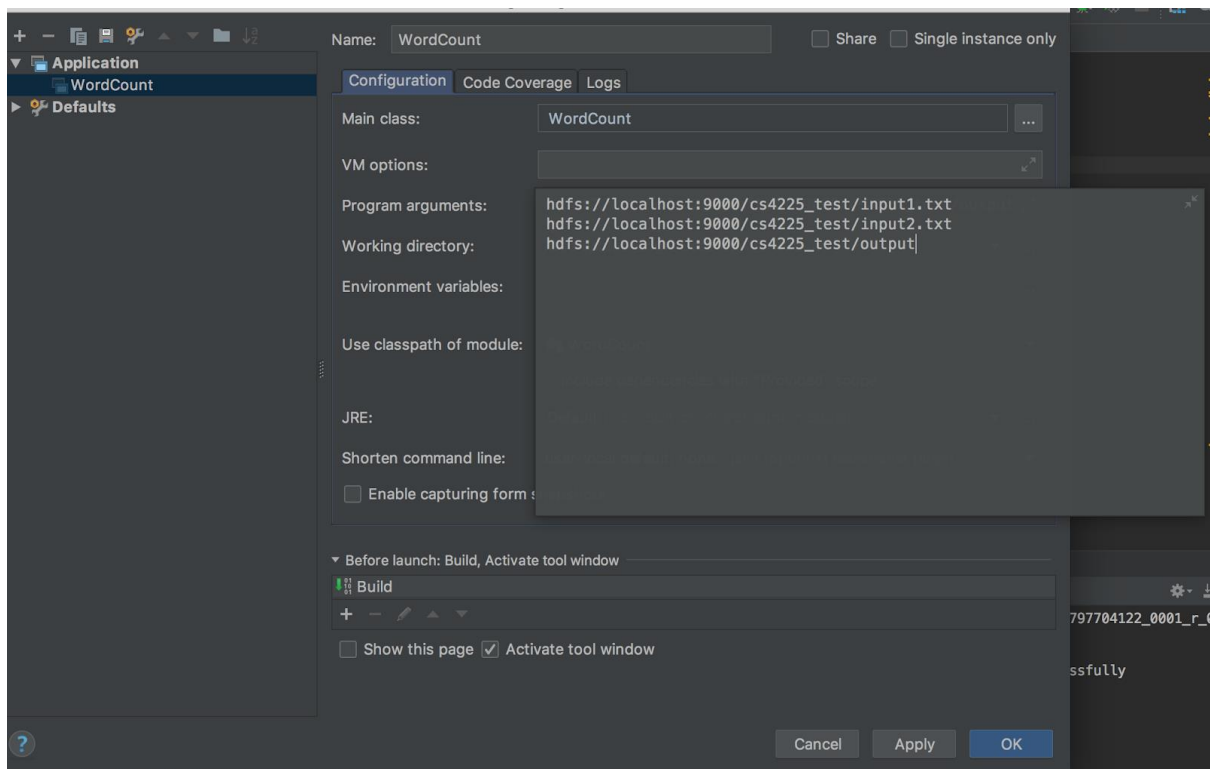 Name: WordCount Share Single instance only
Application
WordCount
Defaults
Configuration Code Coverage Logs
Main class: WordCount ...
VM options:
Program arguments: hdfs://localhost:9000/cs4225_test/input1.txt
hdfs://localhost:9000/cs4225_test/input2.txt
Working directory: hdfs://localhost:9000/cs4225_test/output
Environment variables:
Use classpath of module:
JRE:
Shorten command line:
Enable capturing form
Before launch: Build, Activate tool window
Build
797704122_0001_r_0
Show this page Activate tool window
ssfully
? Cancel Apply OK